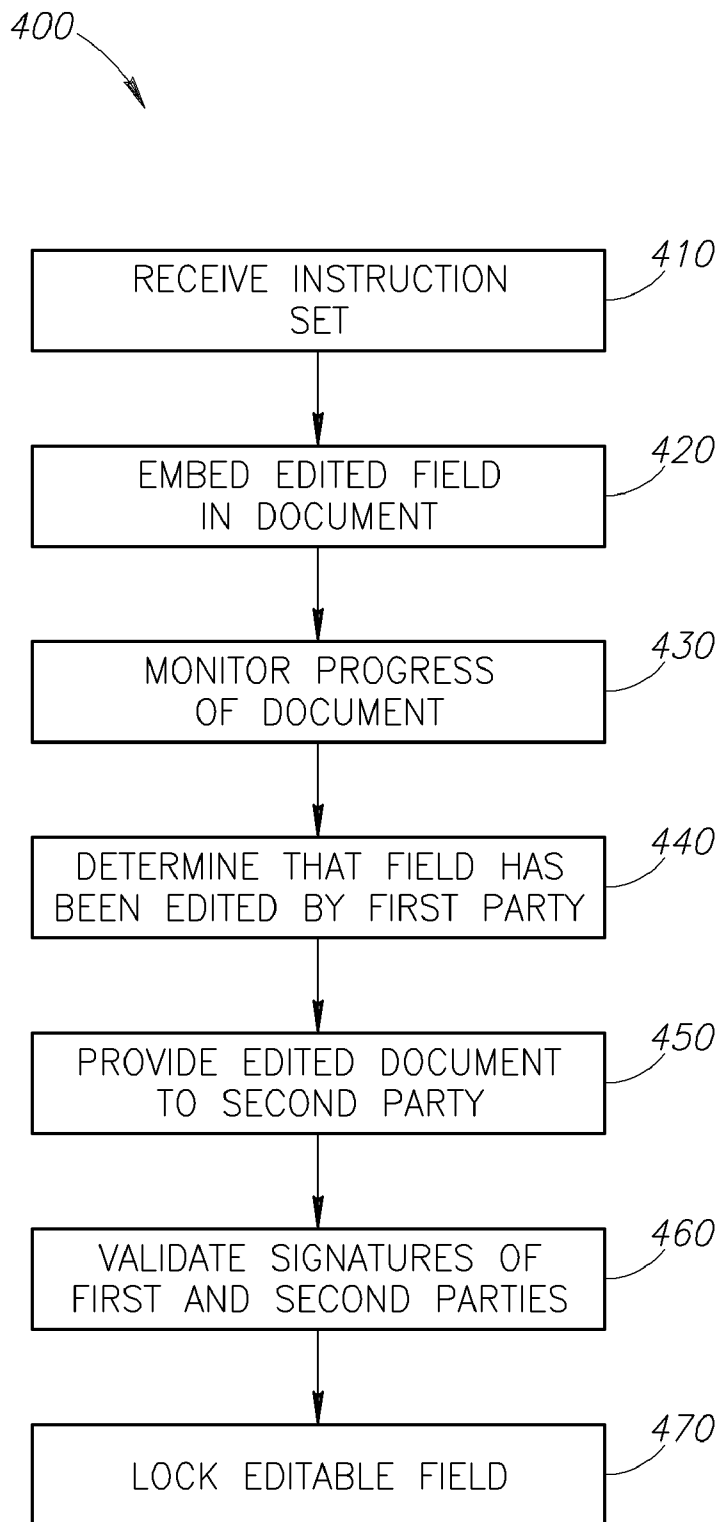 400
RECEIVE INSTRUCTION
SET
410
EMBED EDITED FIELD
IN DOCUMENT
420
MONITOR PROGRESS
OF DOCUMENT
430
DETERMINE THAT FIELD HAS
BEEN EDITED BY FIRST PARTY
440
PROVIDE EDITED DOCUMENT
TO SECOND PARTY
450
VALIDATE SIGNATURES OF
FIRST AND SECOND PARTIES
460
LOCK EDITABLE FIELD
470